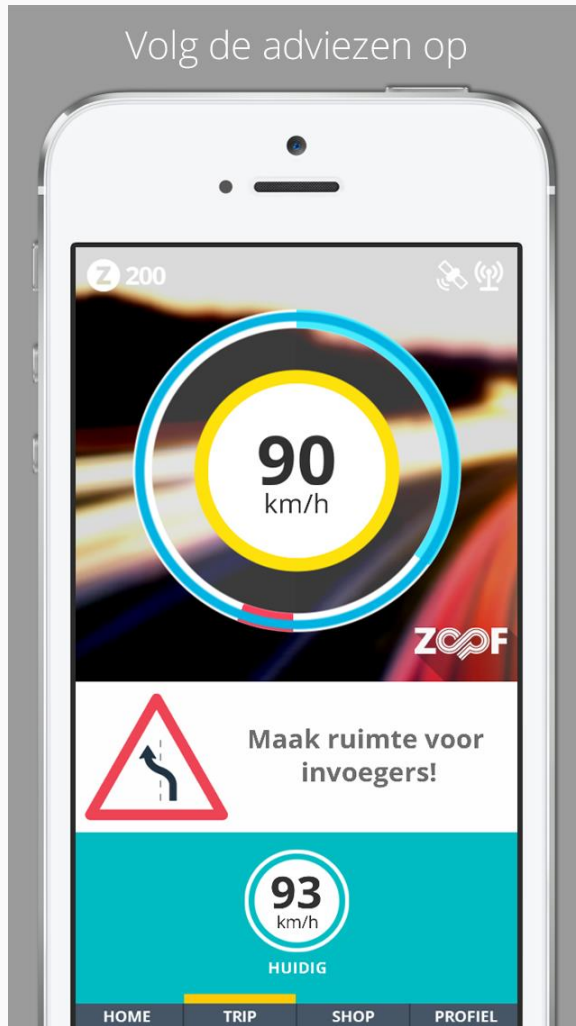 Volg de adviezen op
Z 200
90
km/h
ZOOF
Maak ruimte voor
invoegers!
93
km/h
HUIDIG
HOME TRIP SHOP PROFIEL